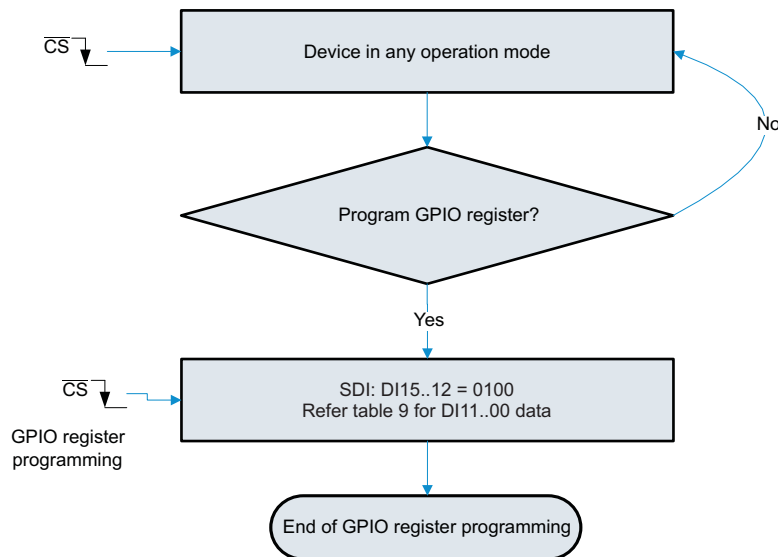 CS
Device in any operation mode
No
Program GPIO register?
Yes
CS
GPIO register
programming
SDI: DI15..12 = 0100
Refer table 9 for DI11..00 data
End of GPIO register programming